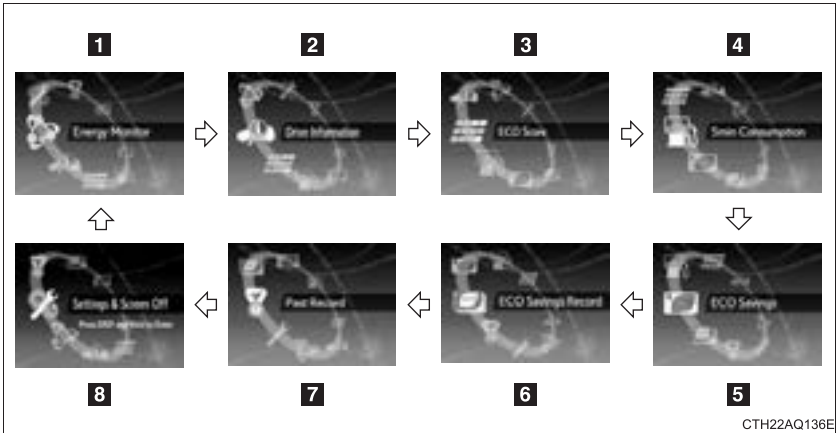 1 2 3 4
Energy Monitor
Drive Information
ECO Score
5min Consumption
Settings & Screen Off
Past Record
ECO Savings Record
ECO Savings
8 7 6 5
CTH22AQ136E